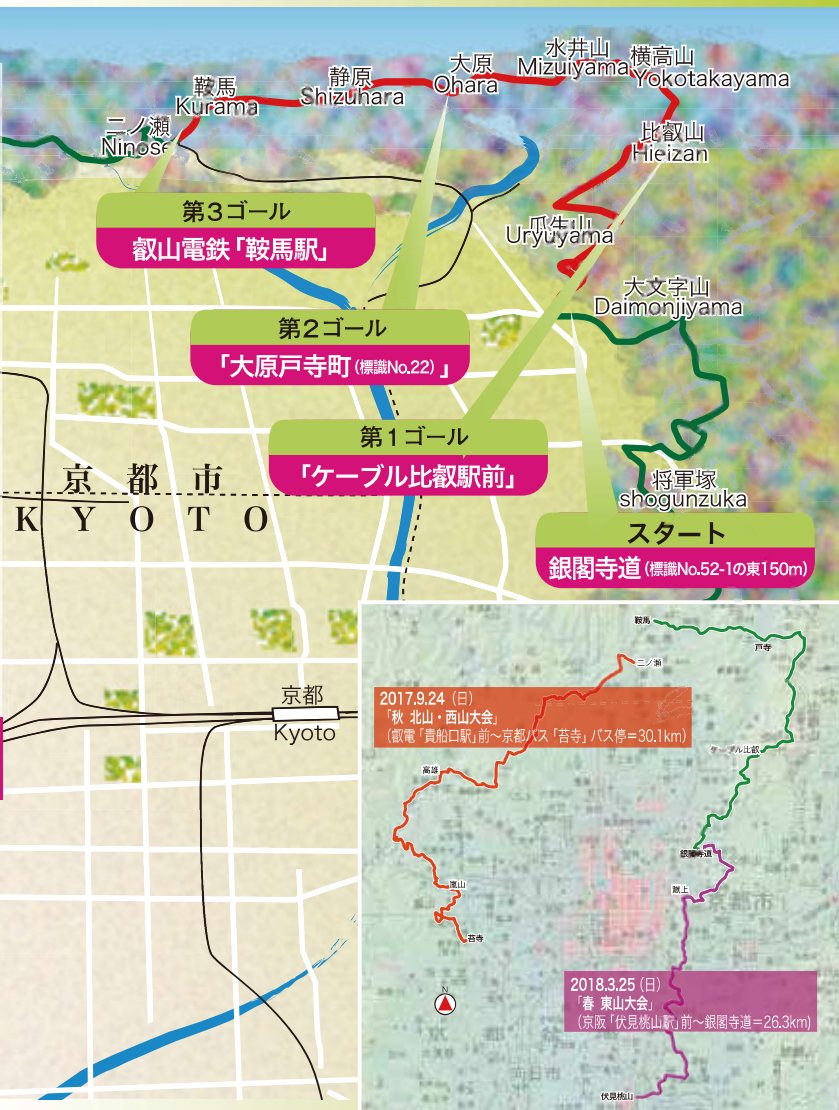 水井山
Mizuiyama
横高山
Yokotakayama
大原
Ohara
静原
Shizuhara
鞍馬
Kurama
二ノ瀬
Ninose
比叡山
Hieizan
瓜生山
Uryuyama
大文字山
Daimonjiyama
第3ゴール
叡山電鉄「鞍馬駅」
第2ゴール
「大原戸寺町(標識No.22)」
第1ゴール
「ケーブル比叡駅前」
京都市
KYOTO
将軍塚
shogunzuka
スタート
銀閣寺道(標識No.52-1の東150m)
京都
Kyoto
鞍馬
戸寺
二ノ瀬
2017.9.24(日)
「秋 北山・西山大会」
(叡電「貴船口駅」前〜京都バス「苔寺」バス停=30.1km)
ケーブル比叡
高雄
銀閣寺道
嵐山
蹴上
京都市
苔寺
N
2018.3.25(日)
「春 東山大会」
(京阪「伏見桃山駅」前〜銀閣寺道=26.3km)
向日市
伏見桃山